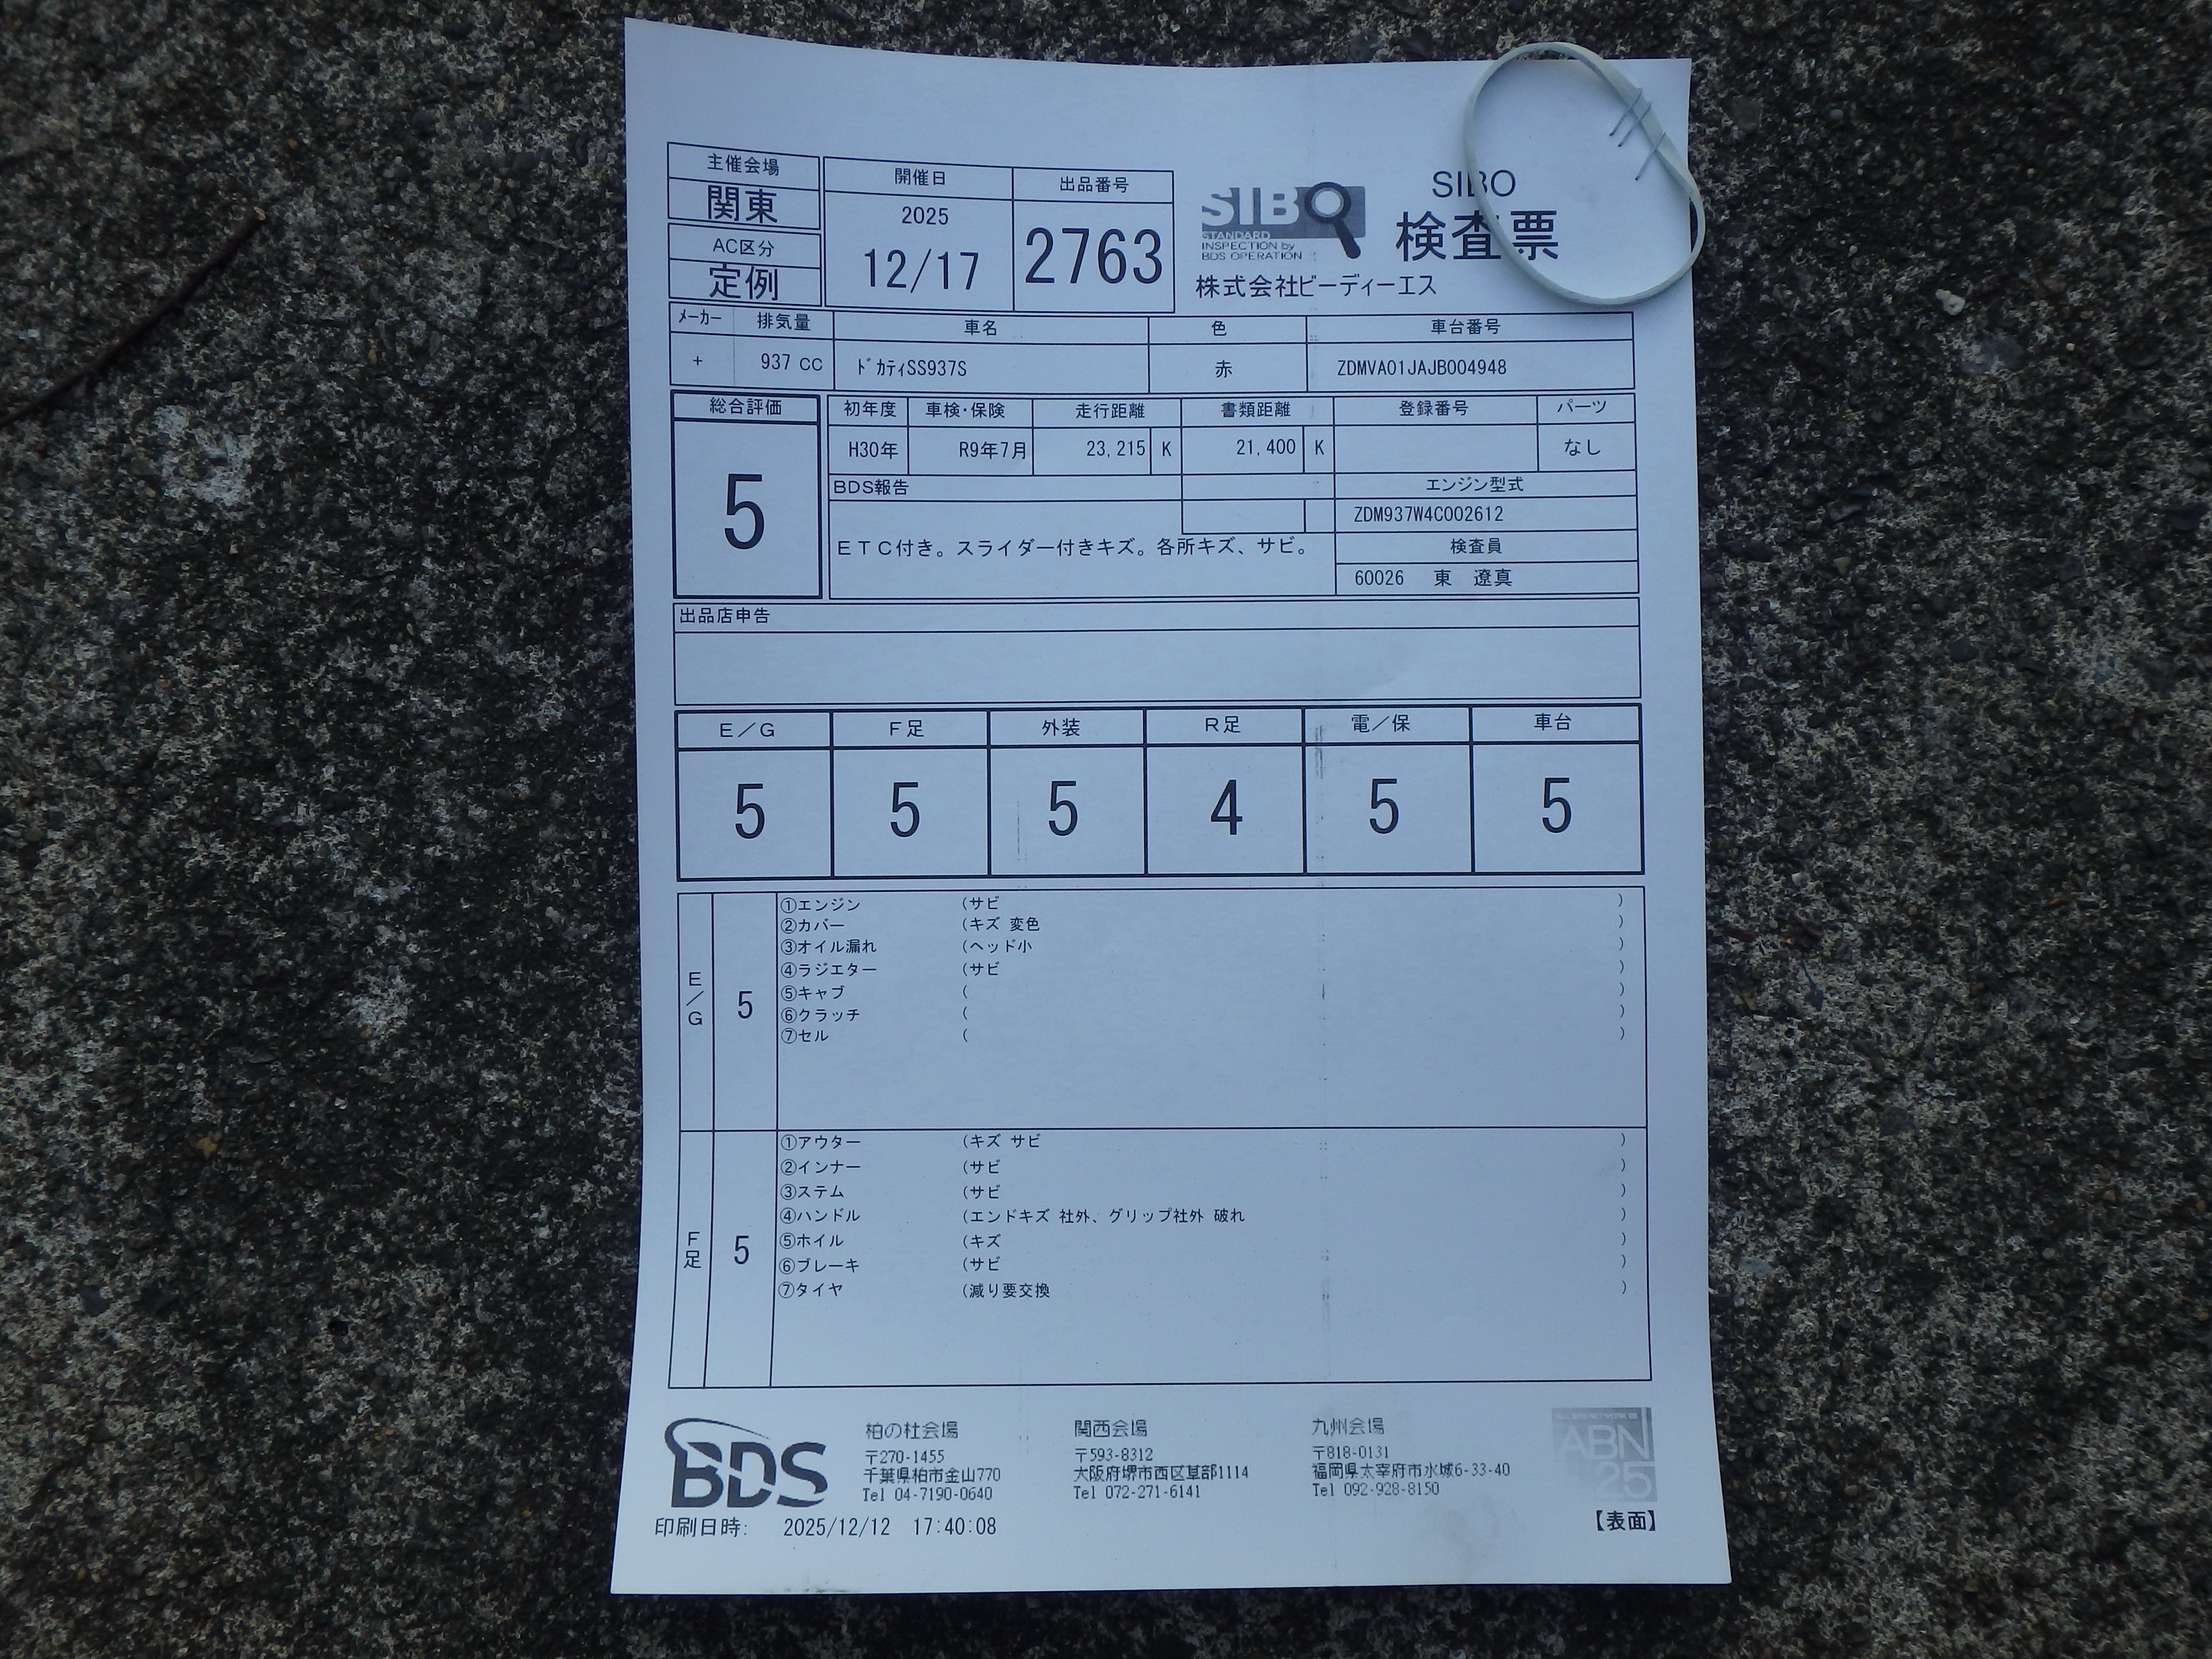 主催会場
関東
AC区分
定例
開催日
2025
12/17
出品番号
2763
SIBO
STANDARD
INSPECTION by
BDS OPERATION
SIBO
検査票
株式会社ビーディーエス
ﾒｰｶｰ 排気量 車名 色 車台番号
+ 937 CC ﾄﾞｶﾃｨSS937S 赤 ZDMVA01JAJB004948
総合評価
5
初年度 車検・保険 走行距離 書類距離 登録番号 パーツ
H30年 R9年7月 23,215 K 21,400 K なし
BDS報告
ETC付き。スライダー付きキズ。各所キズ、サビ。
エンジン型式
ZDM937W4C002612
検査員
60026 東 遼真
出品店申告
E/G F足 外装 R足 電/保 車台
5 5 5 4 5 5
E/G
5
①エンジン (サビ )
②カバー (キズ 変色 )
③オイル漏れ (ヘッド小 )
④ラジエター (サビ )
⑤キャブ ( )
⑥クラッチ ( )
⑦セル ( )
F足
5
①アウター (キズ サビ )
②インナー (サビ )
③ステム (サビ )
④ハンドル (エンドキズ 社外、グリップ社外 破れ )
⑤ホイル (キズ )
⑥ブレーキ (サビ )
⑦タイヤ (減り要交換 )
BDS
柏の杜会場
〒270-1455
千葉県柏市金山770
Tel 04-7190-0640
関西会場
〒593-8312
大阪府堺市西区草部1114
Tel 072-271-6141
九州会場
〒818-0131
福岡県太宰府市水城6-33-40
Tel 092-928-8150
ABN
25
印刷日時: 2025/12/12 17:40:08
【表面】